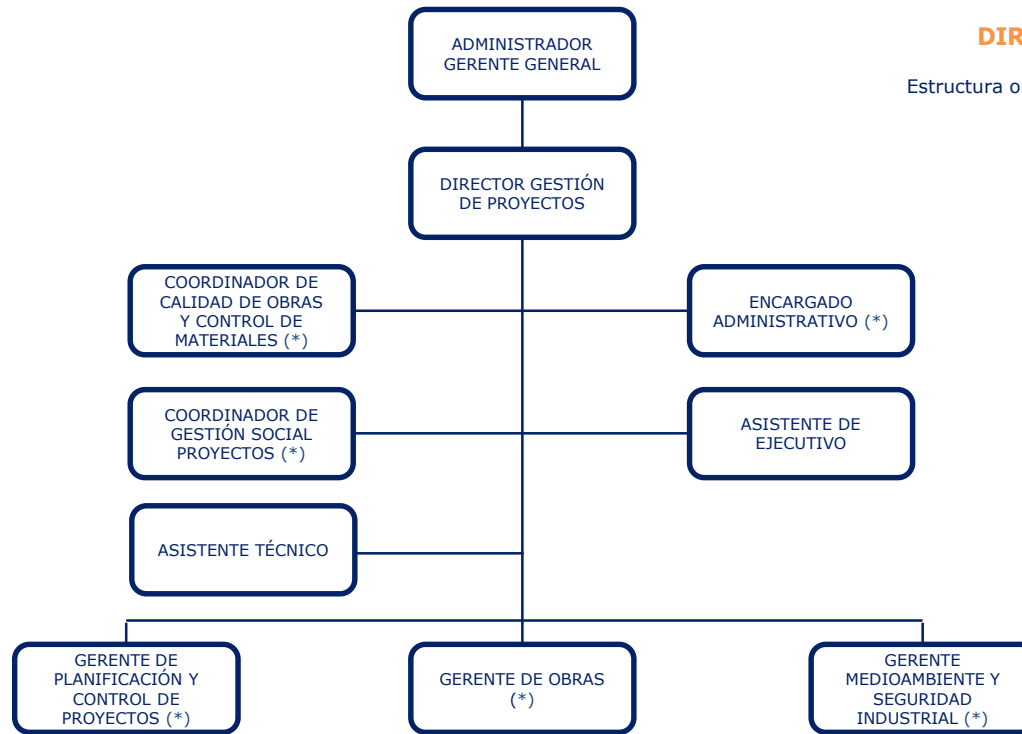 ADMINISTRADOR
GERENTE GENERAL
DIR
Estructura o
DIRECTOR GESTIÓN
DE PROYECTOS
COORDINADOR DE
CALIDAD DE OBRAS
Y CONTROL DE
MATERIALES (*)
ENCARGADO
ADMINISTRATIVO (*)
COORDINADOR DE
GESTIÓN SOCIAL
PROYECTOS (*)
ASISTENTE DE
EJECUTIVO
ASISTENTE TÉCNICO
GERENTE DE
PLANIFICACIÓN Y
CONTROL DE
PROYECTOS (*)
GERENTE DE OBRAS
(*)
GERENTE
MEDIOAMBIENTE Y
SEGURIDAD
INDUSTRIAL (*)